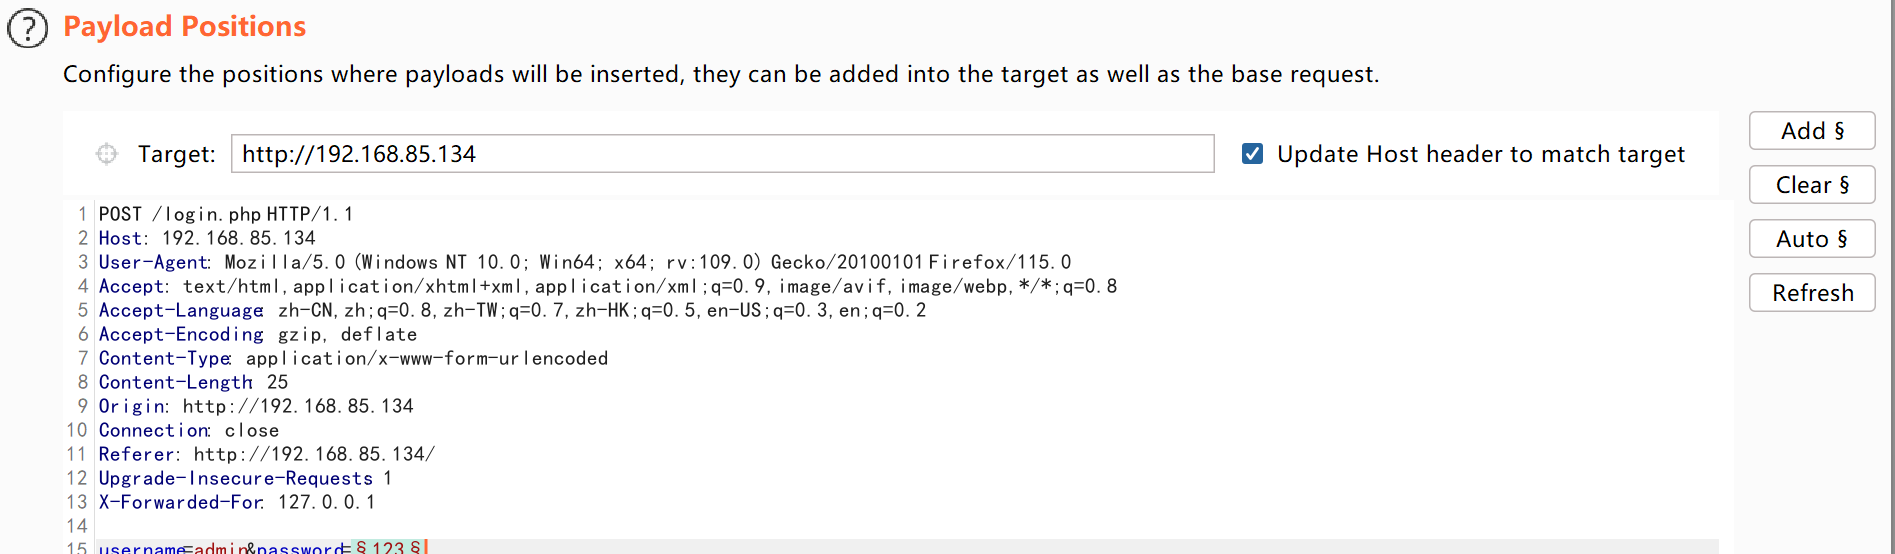 ? Payload Positions
Configure the positions where payloads will be inserted, they can be added into the target as well as the base request.
Target: http://192.168.85.134 Update Host header to match target
Add §
Clear §
Auto §
Refresh
1 POST /login.php HTTP/1.1
2 Host: 192.168.85.134
3 User-Agent: Mozilla/5.0 (Windows NT 10.0; Win64; x64; rv:109.0) Gecko/20100101 Firefox/115.0
4 Accept: text/html,application/xhtml+xml,application/xml;q=0.9,image/avif,image/webp,*/*;q=0.8
5 Accept-Language: zh-CN,zh;q=0.8,zh-TW;q=0.7,zh-HK;q=0.5,en-US;q=0.3,en;q=0.2
6 Accept-Encoding: gzip, deflate
7 Content-Type: application/x-www-form-urlencoded
8 Content-Length: 25
9 Origin: http://192.168.85.134
10 Connection: close
11 Referer: http://192.168.85.134/
12 Upgrade-Insecure-Requests: 1
13 X-Forwarded-For: 127.0.0.1
14
15 username=admin&password=§123§